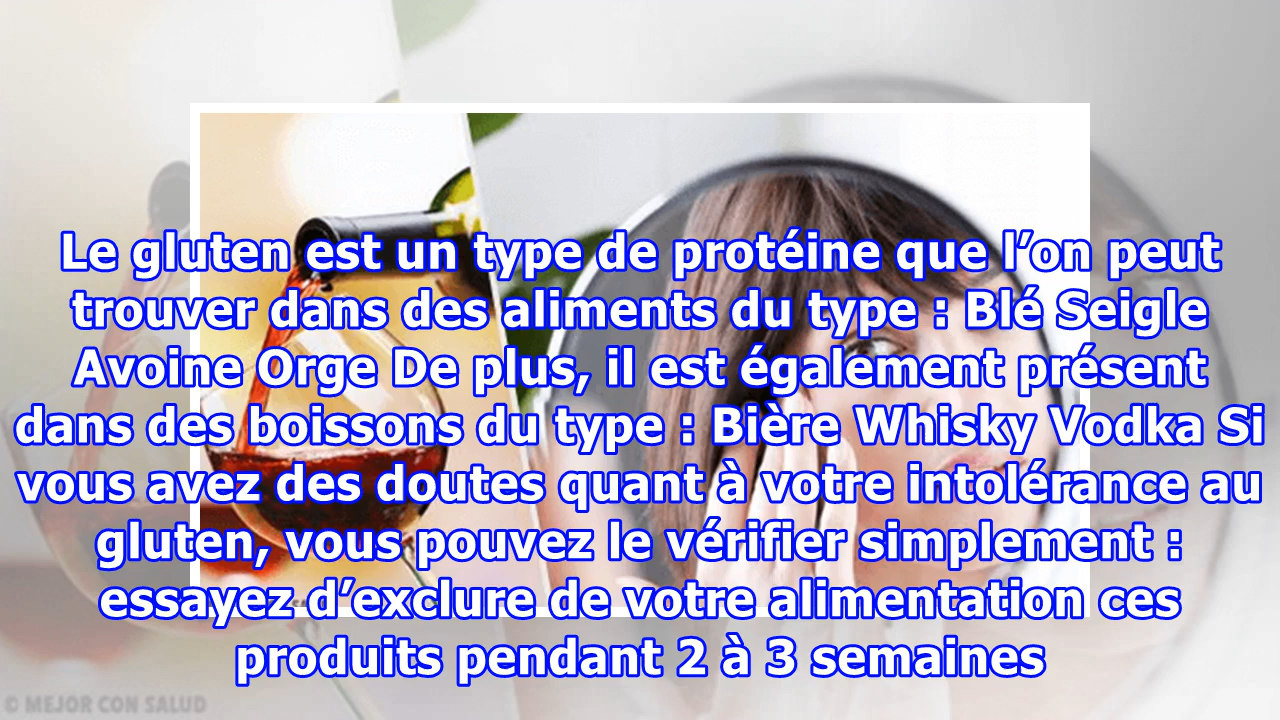 Le gluten est un type de protéine que l’on peut
trouver dans des aliments du type : Blé Seigle
Avoine Orge De plus, il est également présent
dans des boissons du type : Bière Whisky Vodka Si
vous avez des doutes quant à votre intolérance au
gluten, vous pouvez le vérifier simplement :
essayez d’exclure de votre alimentation ces
produits pendant 2 à 3 semaines
© MEJOR CON SALUD